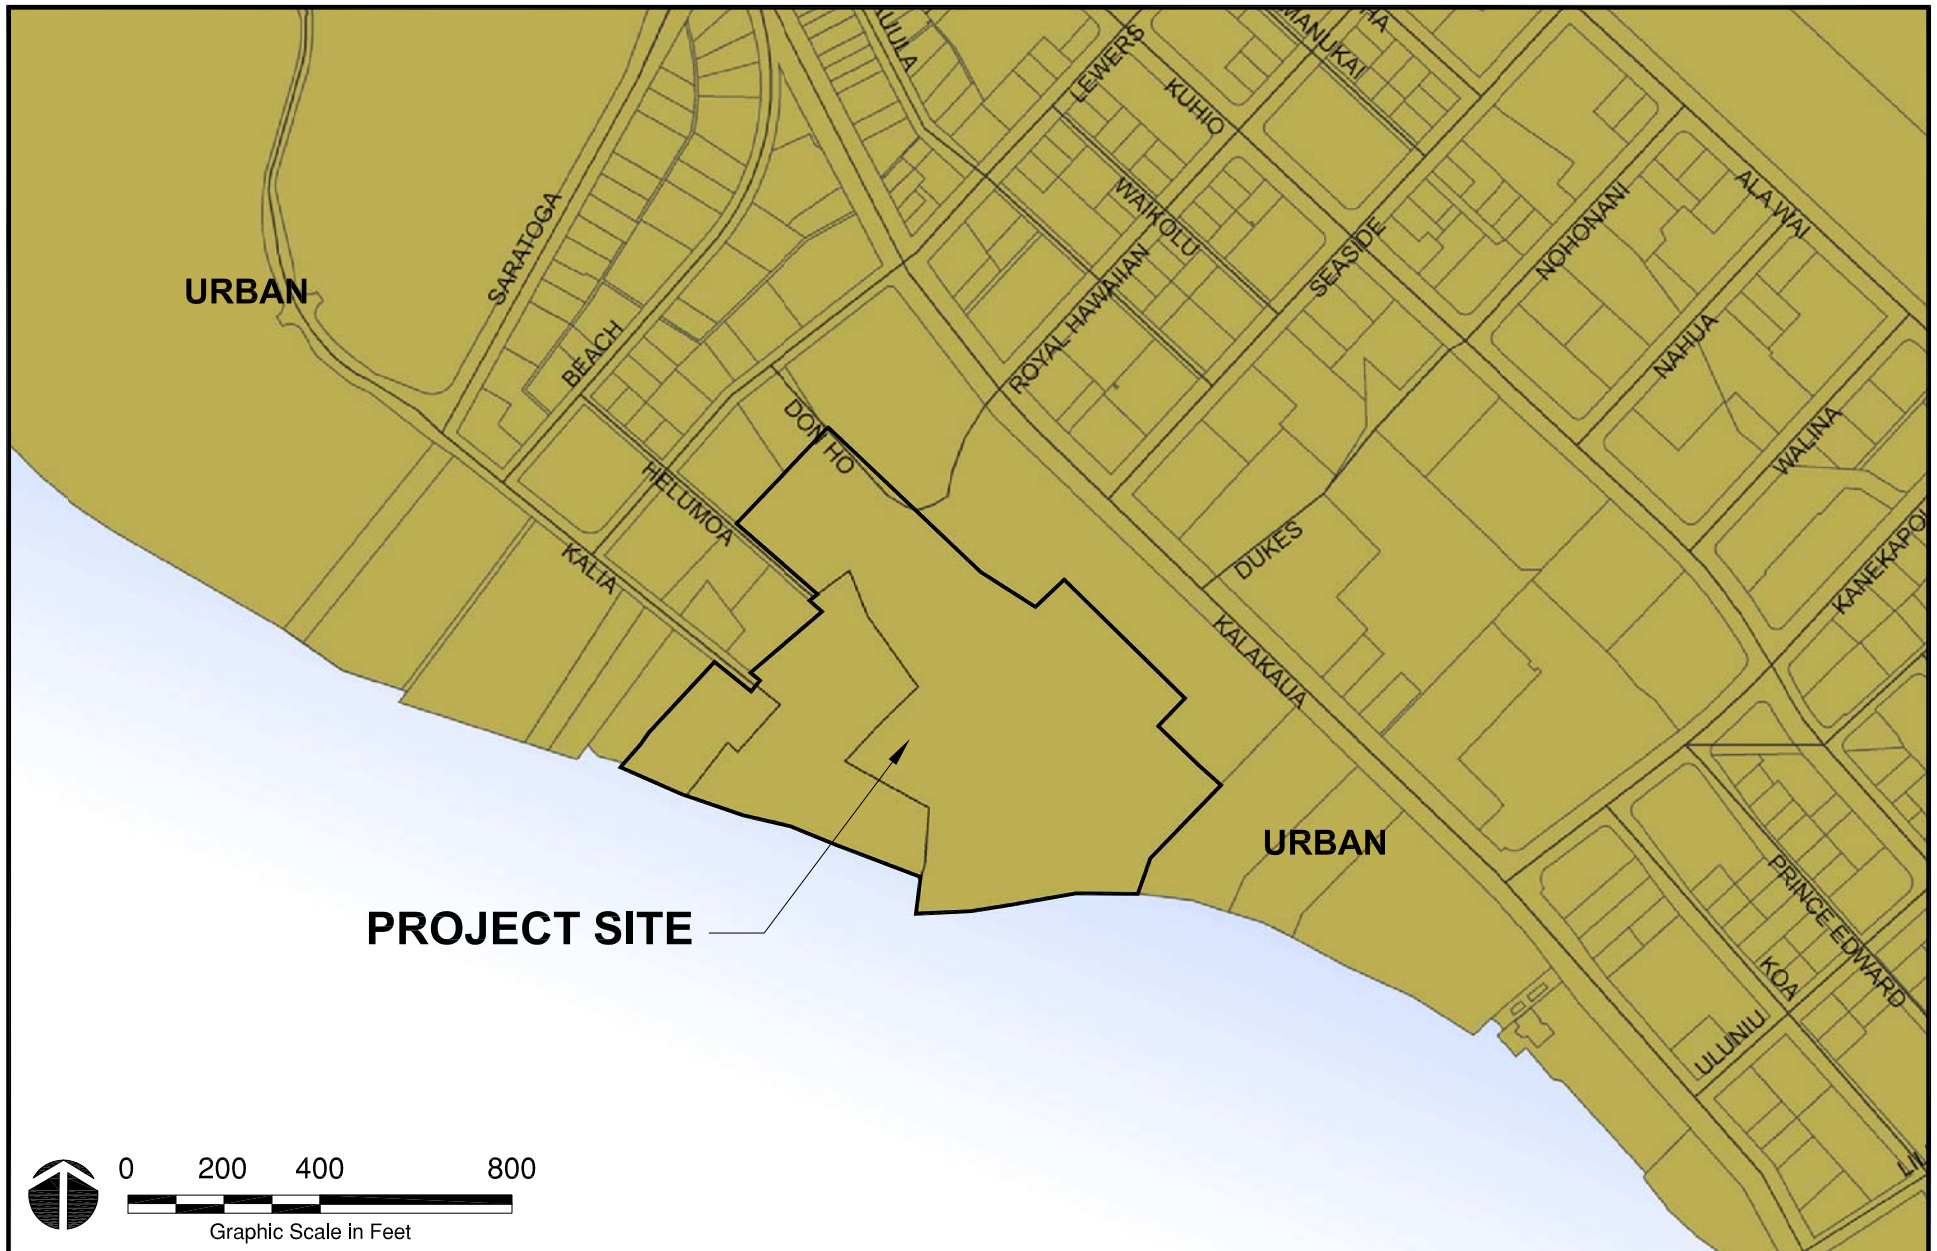 MANUKAI
LEWERS
KUHIO
SARATOGA
WAIKOLU
ALA WAI
NOHONANI
SEASIDE
ROYAL HAWAIIAN
URBAN
BEACH
NAHUA
DON HO
WALINA
HELUMOA
KALIA
DUKES
KALAKAUA
URBAN
PROJECT SITE
PRINCE EDWARD
KOA
ULUNIU
0 200 400 800
Graphic Scale in Feet